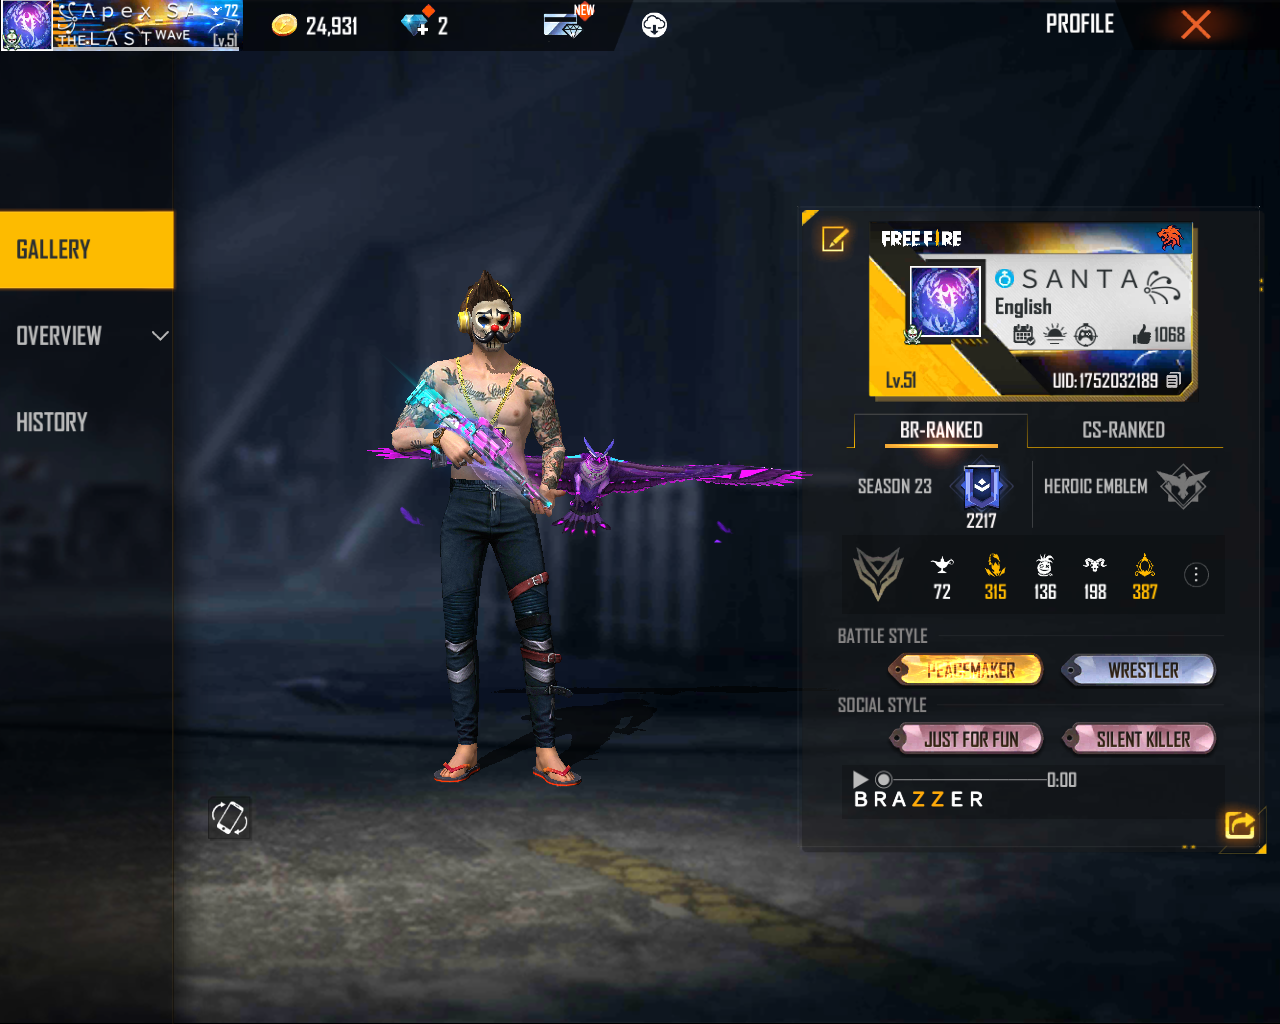 Apex_SA 72
THE LAST WAVE Lv.51
24,931
2
NEW
PROFILE
GALLERY
OVERVIEW
HISTORY
FREE FIRE
SANTA
English
1068
Lv.51
UID:1752032189
BR-RANKED
CS-RANKED
SEASON 23
2217
HEROIC EMBLEM
72 315 136 198 387
BATTLE STYLE
PEACEMAKER WRESTLER
SOCIAL STYLE
JUST FOR FUN SILENT KILLER
0:00
BRAZZER